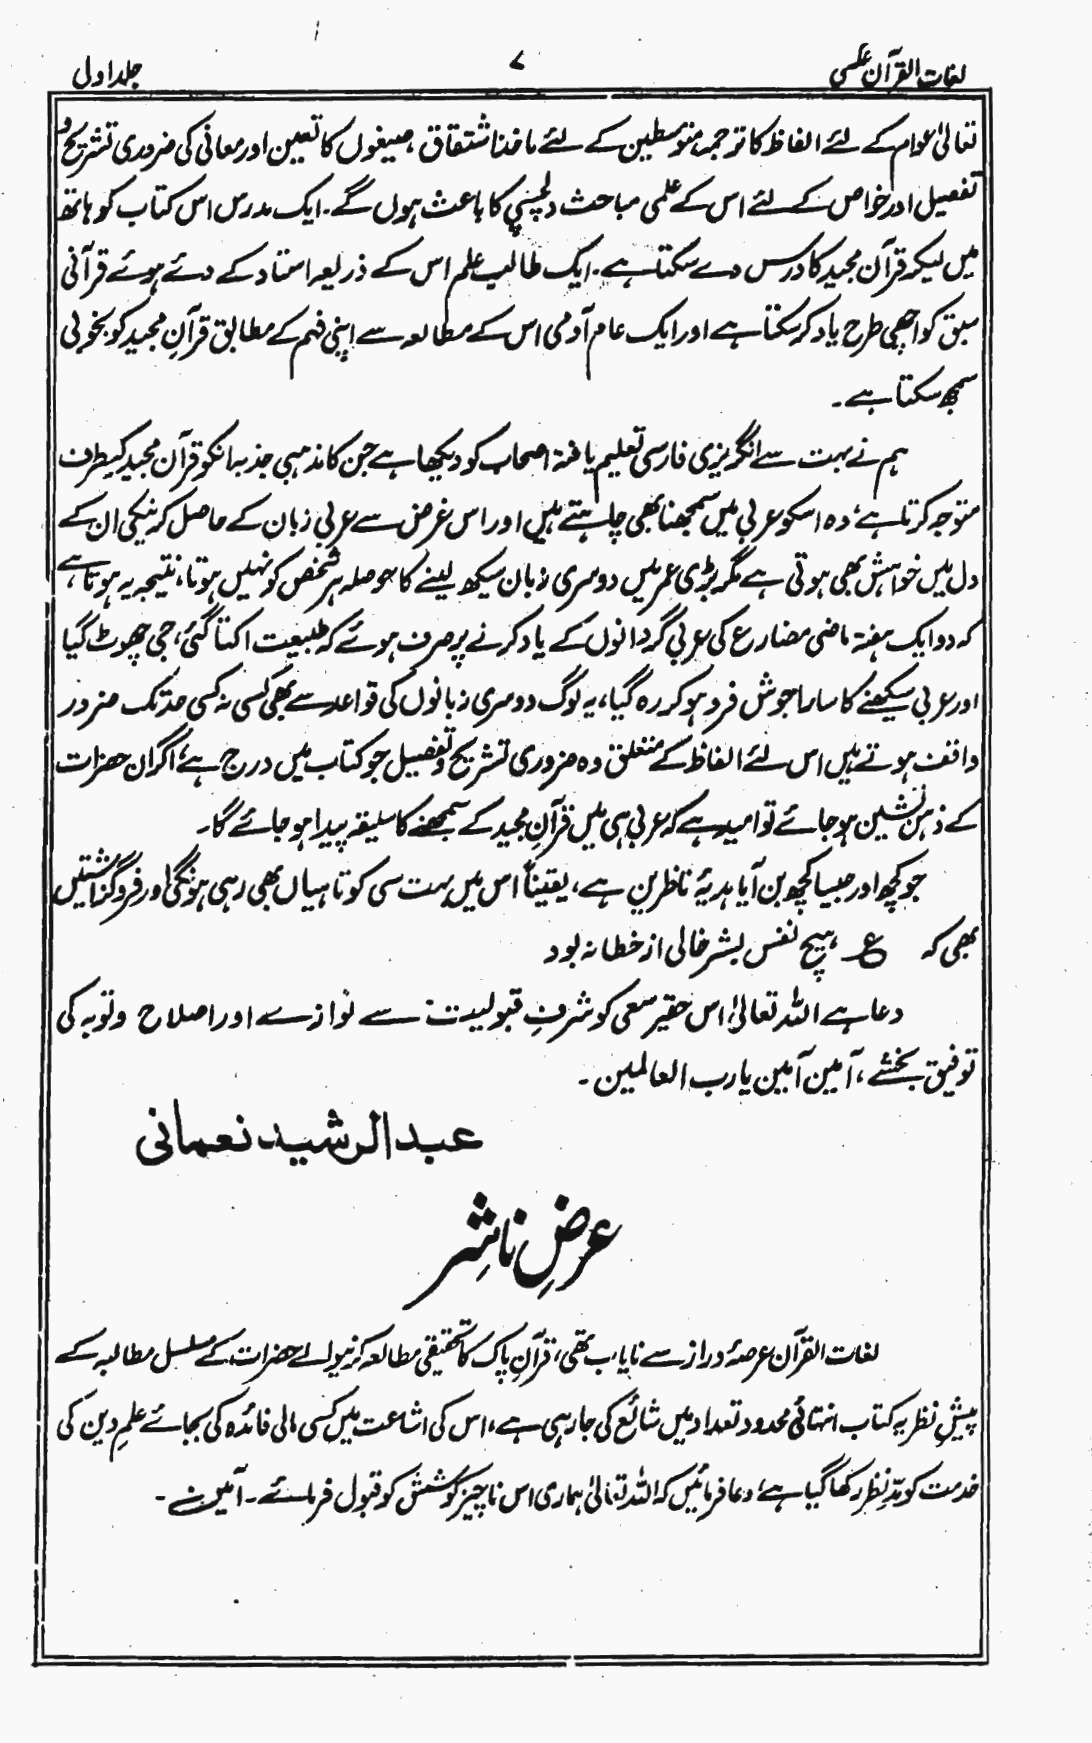 لغات القرآن عکسی
۷
جلد اول
تعالیٰ عوام کے لئے الفاظ کا ترجمہ متوسطین کے لئے ماخذ اشتقاق، صیغوں کا تعین اور معانی کی ضروری تشریح و
تفصیل اور خواص کے لئے اس کے علمی مباحث دلچسپی کا باعث ہوں گے۔ ایک مدرس اس کتاب کو ہاتھ
میں لیکر قرآن مجید کا درس دے سکتا ہے۔ ایک طالب علم اس کے ذریعہ استاد کے دئے ہوئے قرآنی
سبق کو اچھی طرح یاد کر سکتا ہے اور ایک عام آدمی اس کے مطالعہ سے اپنی فہم کے مطابق قرآنِ مجید کو بخوبی
سمجھ سکتا ہے۔
ہم نے بہت سے انگریزی فارسی تعلیم یافتہ اصحاب کو دیکھا ہے جن کا مذہبی جذبہ انکو قرآن مجید کیطرف
متوجہ کرتا ہے، وہ اسکو عربی میں سمجھنا بھی چاہتے ہیں اور اس غرض سے عربی زبان کے حاصل کرنیکی ان کے
دل میں خواہش بھی ہوتی ہے مگر بڑی عمر میں دوسری زبان سیکھ لینے کا حوصلہ ہر شخص کو نہیں ہوتا، نتیجہ یہ ہوتا ہے
کہ دو ایک ہفتہ ماضی مضارع کی عربی گردانوں کے یاد کرنے پر صرف ہوئے کہ طبیعت اکتا گئی، جی چھوٹ گیا
اور عربی سیکھنے کا سارا جوش فرو ہو کر رہ گیا، یہ لوگ دوسری زبانوں کی قواعد سے بھی کسی نہ کسی حد تک ضرور
واقف ہوتے ہیں اس لئے الفاظ کے متعلق وہ ضروری تشریح و تفصیل جو کتاب میں درج ہے، اگر ان حضرات
کے ذہن نشین ہو جائے تو امید ہے کہ عربی ہی میں قرآنِ مجید کے سمجھنے کا سلیقہ پیدا ہو جائے گا۔
جو کچھ اور جیسا کچھ بن آیا ہدیۂ ناظرین ہے، یقیناً اس میں بہت سی کوتاہیاں بھی رہی ہونگی اور فروگزاشتیں
بھی کہ ع ہیچ نفس بشر خالی از خطا نہ بود
دعا ہے اللہ تعالیٰ اس حقیر سعی کو شرفِ قبولیت سے نوازے اور اصلاح و توبہ کی
توفیق بخشے، آمین آمین یا رب العالمین۔
عبد الرشید نعمانی
عرضِ ناشر
لغات القرآن عرصۂ دراز سے نایاب تھی، قرآنِ پاک کا تحقیقی مطالعہ کرنیوالے حضرات کے مسلسل مطالبہ کے
پیشِ نظر یہ کتاب انتہائی محدود تعداد میں شائع کی جا رہی ہے، اس کی اشاعت میں کسی مالی فائدہ کی بجائے علمِ دین کی
خدمت کو مدِّ نظر رکھا گیا ہے، دعا فرمائیں کہ اللہ تعالیٰ ہماری اس ناچیز کوشش کو قبول فرمائے۔ آمین۔